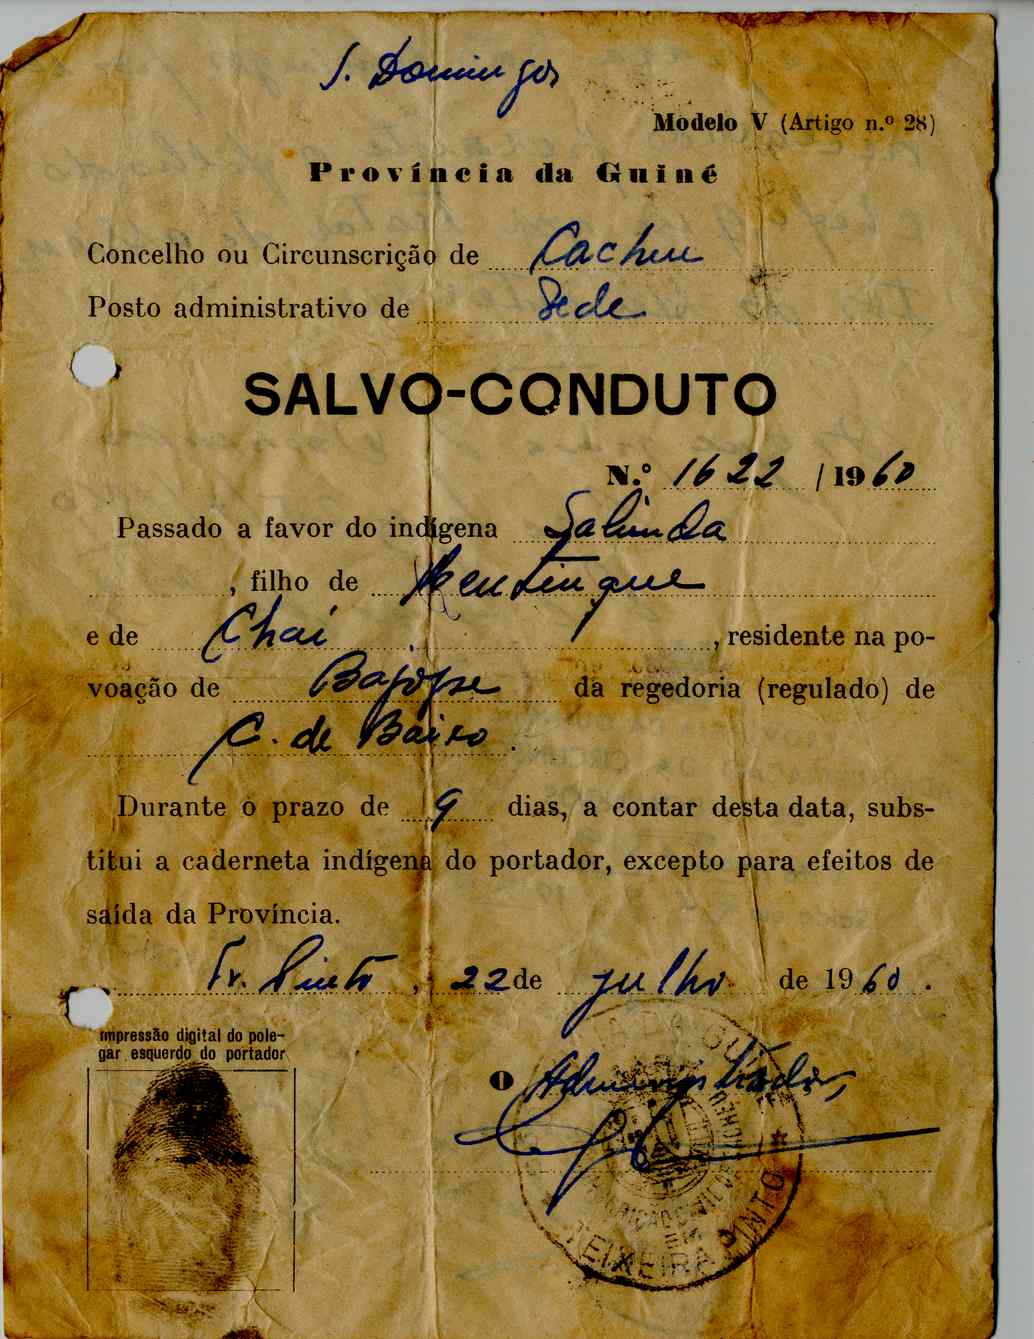 S. Domingos
Modelo V (Artigo n.º 28)
Província da Guiné
Concelho ou Circunscrição de Cacheu
Posto administrativo de Sede
SALVO-CONDUTO
N.º 1622 / 1960
Passado a favor do indígena Salinda
, filho de
e de Chai , residente na po-
voação de Bajope da regedoria (regulado) de
C. de Baixo .
Durante o prazo de 9 dias, a contar desta data, subs-
titui a caderneta indígena do portador, excepto para efeitos de
saída da Província.
Tx. Pinto , 22 de julho de 1960 .
Impressão digital do pole-
gar esquerdo do portador
O Administrador,
EM
TEIXEIRA PINTO